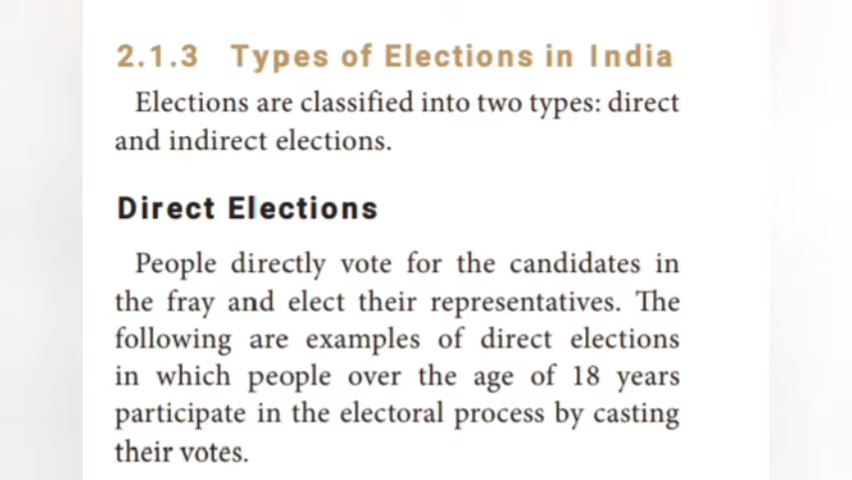 2.1.3 Types of Elections in India
Elections are classified into two types: direct
and indirect elections.
Direct Elections
People directly vote for the candidates in
the fray and elect their representatives. The
following are examples of direct elections
in which people over the age of 18 years
participate in the electoral process by casting
their votes.